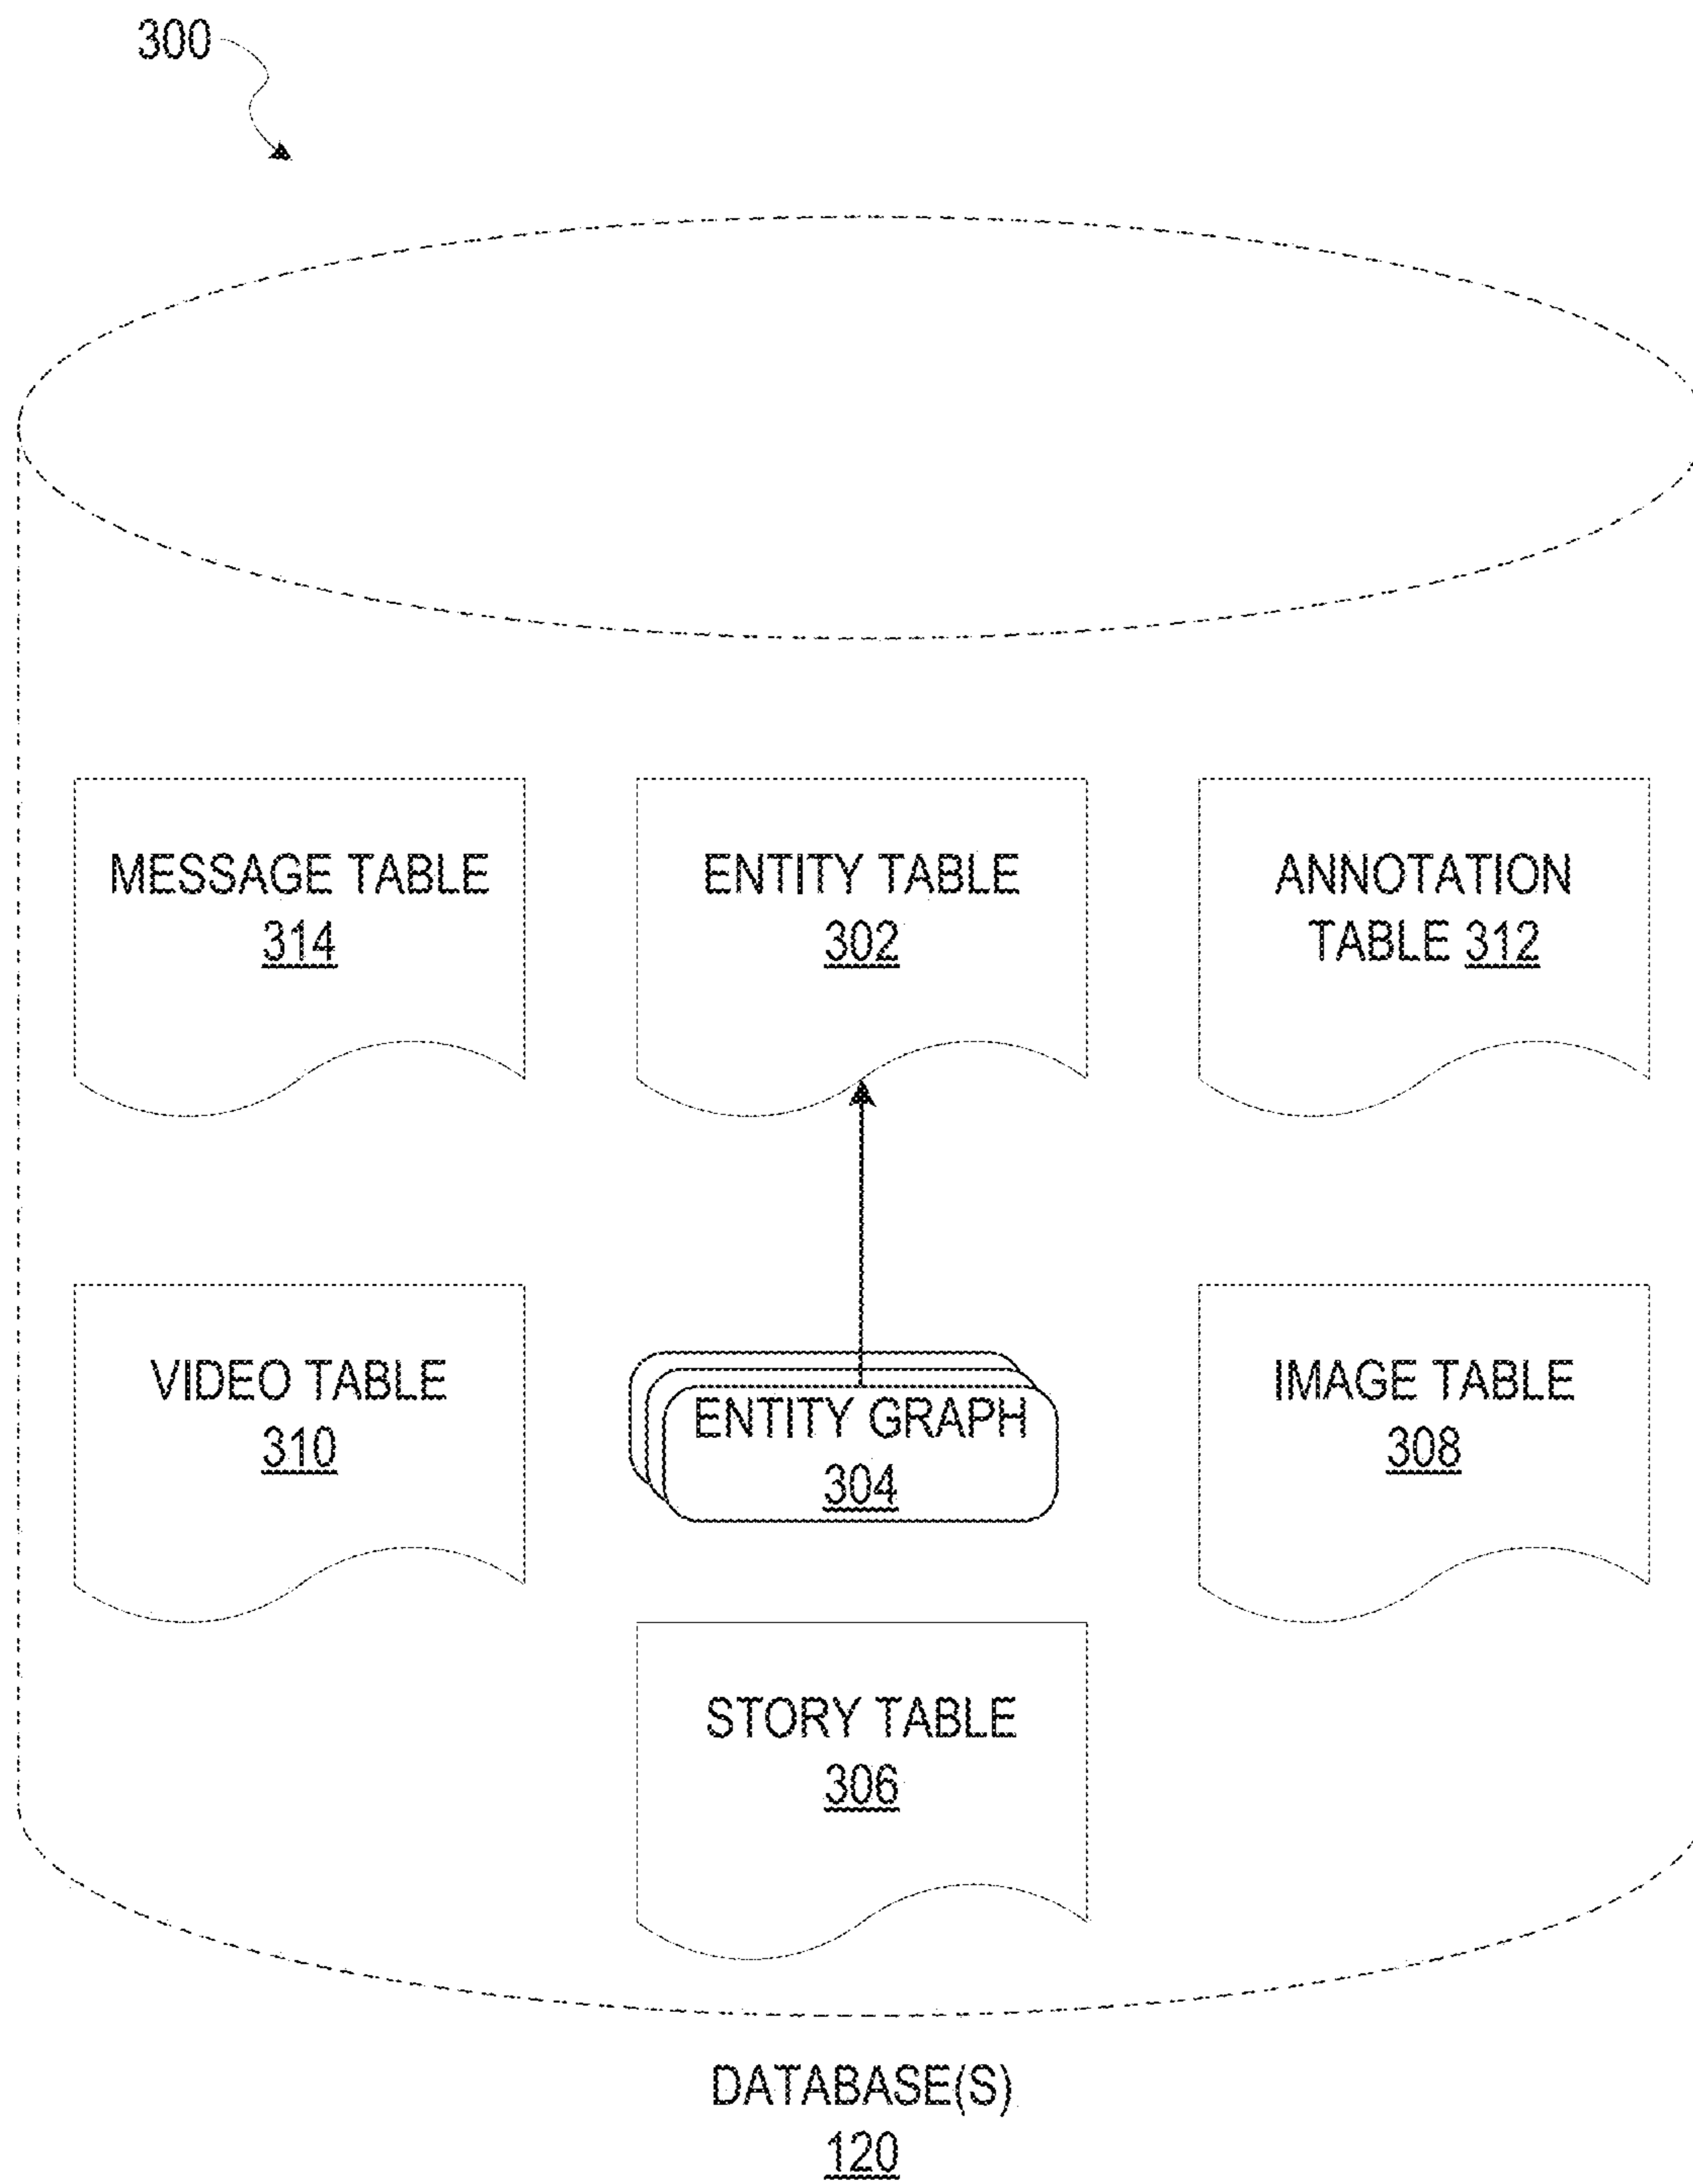 300
MESSAGE TABLE
314
ENTITY TABLE
302
ANNOTATION
TABLE 312
VIDEO TABLE
310
ENTITY GRAPH
304
IMAGE TABLE
308
STORY TABLE
306
DATABASE(S)
120